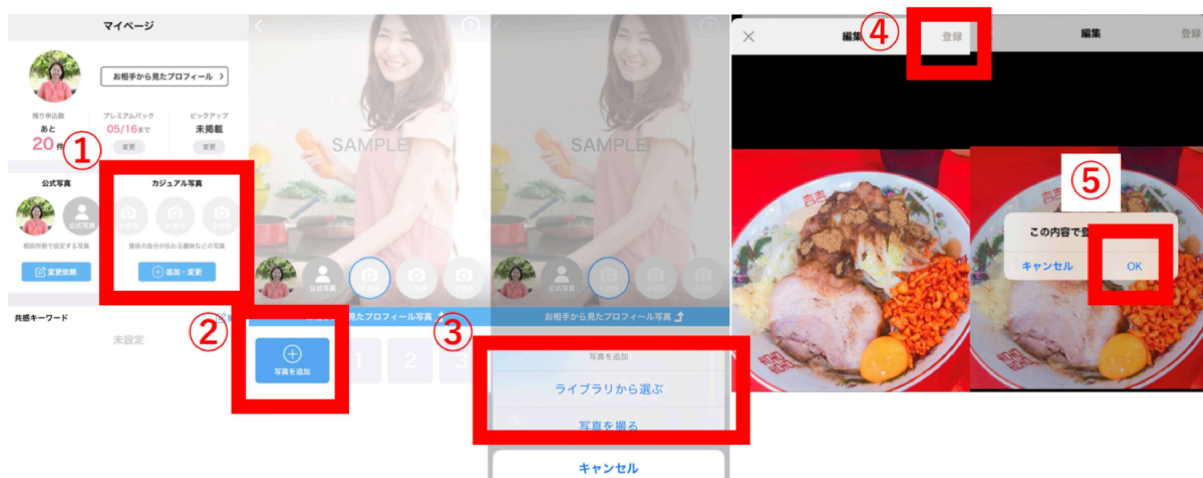 マイページ
お相手から見たプロフィール >
残り申込数
あと
20件
プレミアムパック
05/16まで
変更
ピックアップ
未掲載
変更
①
公式写真
公式写真
相談所側で設定する写真
変更依頼
カジュアル写真
普段の自分が伝わる趣味などの写真
追加・変更
共感キーワード
未設定
②
SAMPLE
公式写真
見たプロフィール写真
写真を追加
1
2
3
③
SAMPLE
公式写真
お相手から見たプロフィール写真
写真を追加
ライブラリから選ぶ
写真を撮る
キャンセル
④
編集
登録
吉吉
⑤
編集
登録
この内容で登
キャンセル
OK